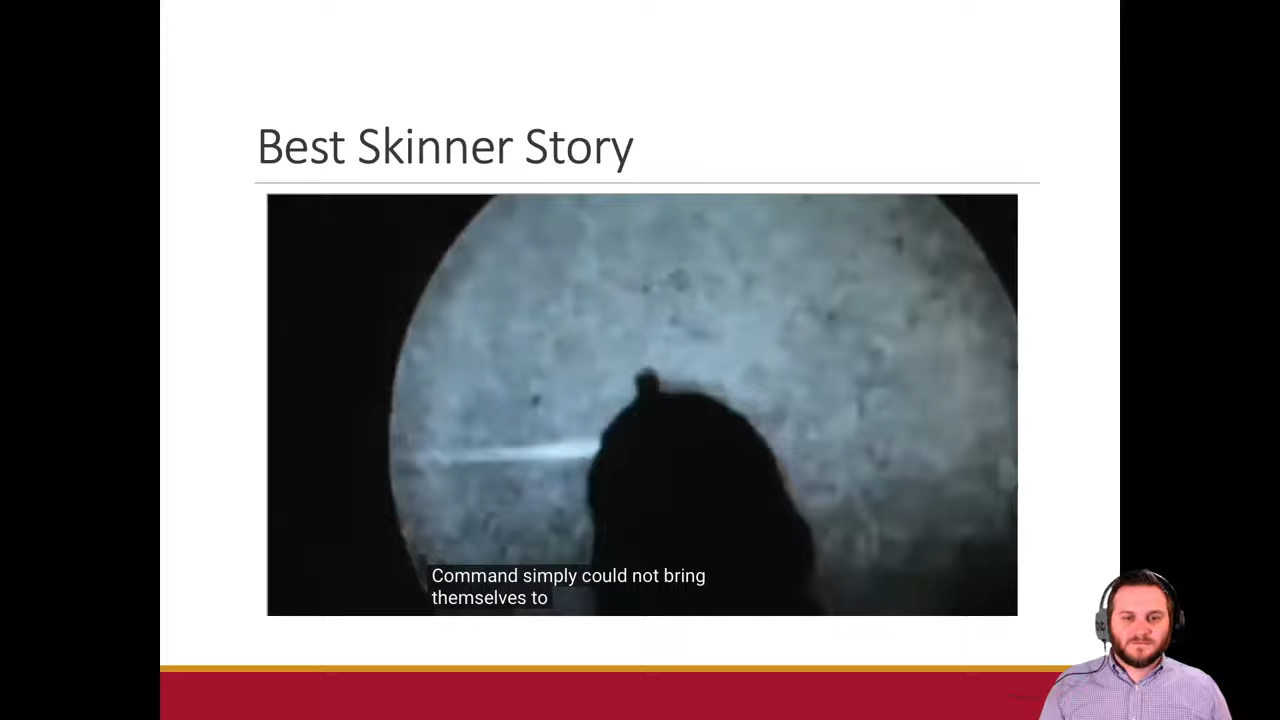 Best Skinner Story
Command simply could not bring
themselves to